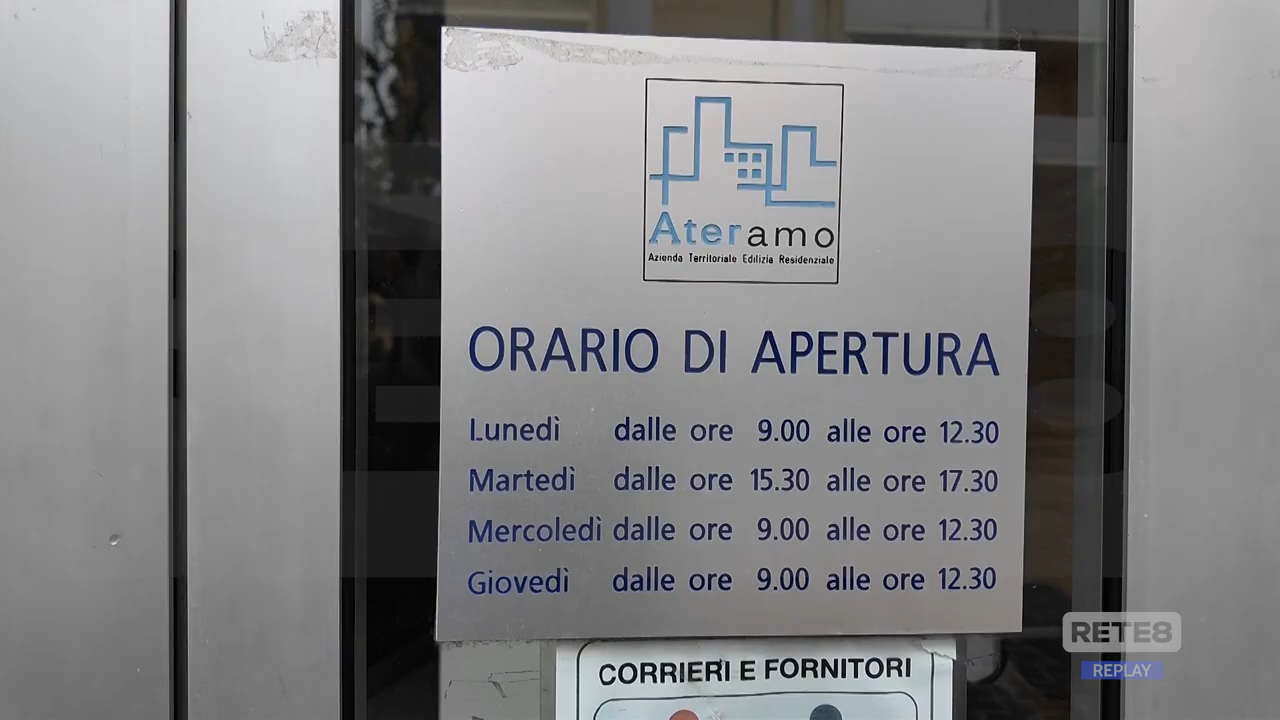 Ateramo
Azienda Territoriale Edilizia Residenziale
ORARIO DI APERTURA
Lunedì dalle ore 9.00 alle ore 12.30
Martedì dalle ore 15.30 alle ore 17.30
Mercoledì dalle ore 9.00 alle ore 12.30
Giovedì dalle ore 9.00 alle ore 12.30
CORRIERI E FORNITORI
RETE8
REPLAY